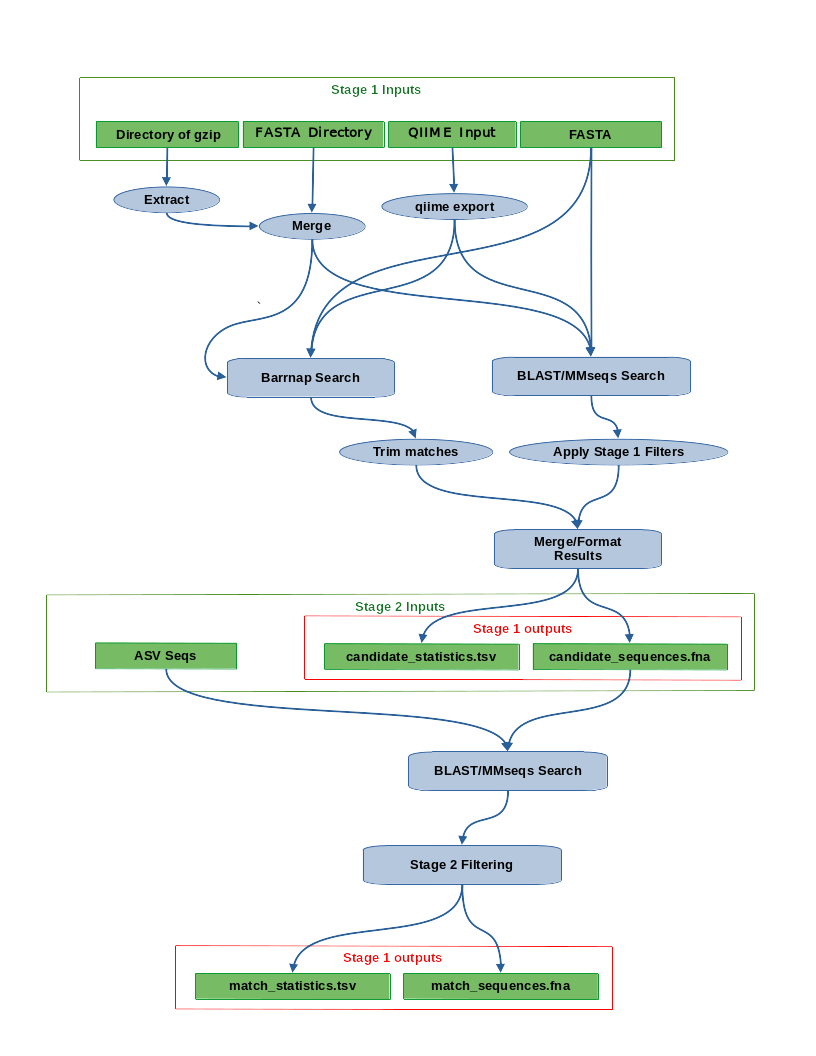 Stage 1 Inputs
Directory of gzip
FASTA Directory
QIIME Input
FASTA
Extract
Merge
qiime export
`
Barrnap Search
BLAST/MMseqs Search
Trim matches
Apply Stage 1 Filters
Merge/Format
Results
Stage 2 Inputs
Stage 1 outputs
ASV Seqs
candidate_statistics.tsv
candidate_sequences.fna
BLAST/MMseqs Search
Stage 2 Filtering
Stage 1 outputs
match_statistics.tsv
match_sequences.fna